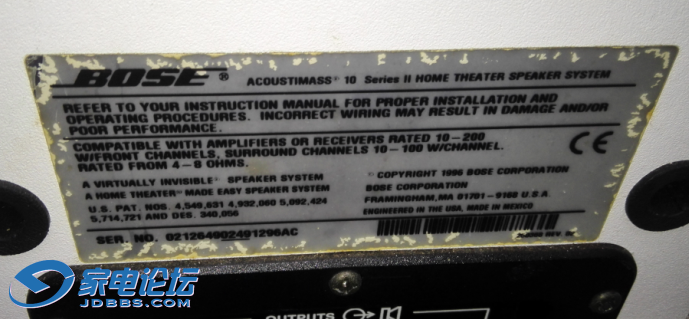 BOSE® ACOUSTIMASS® 10 Series II HOME THEATER SPEAKER SYSTEM
REFER TO YOUR INSTRUCTION MANUAL FOR PROPER INSTALLATION AND
OPERATING PROCEDURES. INCORRECT WIRING MAY RESULT IN DAMAGE AND/OR
POOR PERFORMANCE.
COMPATIBLE WITH AMPLIFIERS OR RECEIVERS RATED 10-200
W/FRONT CHANNELS, SURROUND CHANNELS 10-100 W/CHANNEL.
RATED FROM 4-8 OHMS.
CE
A VIRTUALLY INVISIBLE® SPEAKER SYSTEM
A HOME THEATER™ MADE EASY SPEAKER SYSTEM
U.S. PAT. NOS. 4,549,631 4,932,060 5,092,424
5,714,721 AND DES. 340,056
© COPYRIGHT 1996 BOSE CORPORATION
BOSE CORPORATION
FRAMINGHAM, MA 01701-9168 U.S.A.
ENGINEERED IN THE USA, MADE IN MEXICO
SER. NO. 021264902491296AC
家电论坛
JDBBS.COM
OUTPUTS